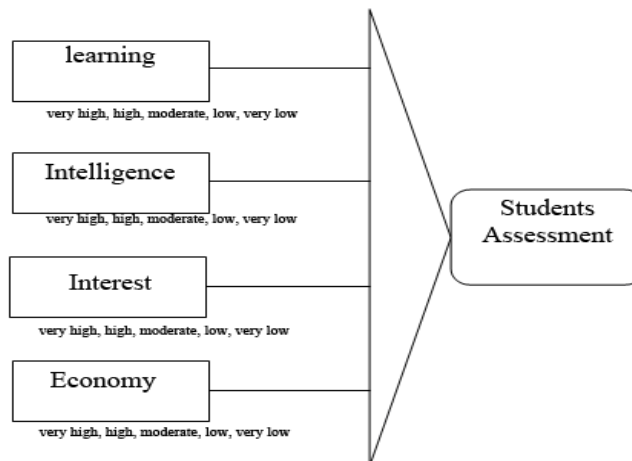 learning
very high, high, moderate, low, very low
Intelligence
very high, high, moderate, low, very low
Interest
very high, high, moderate, low, very low
Economy
very high, high, moderate, low, very low
Students
Assessment